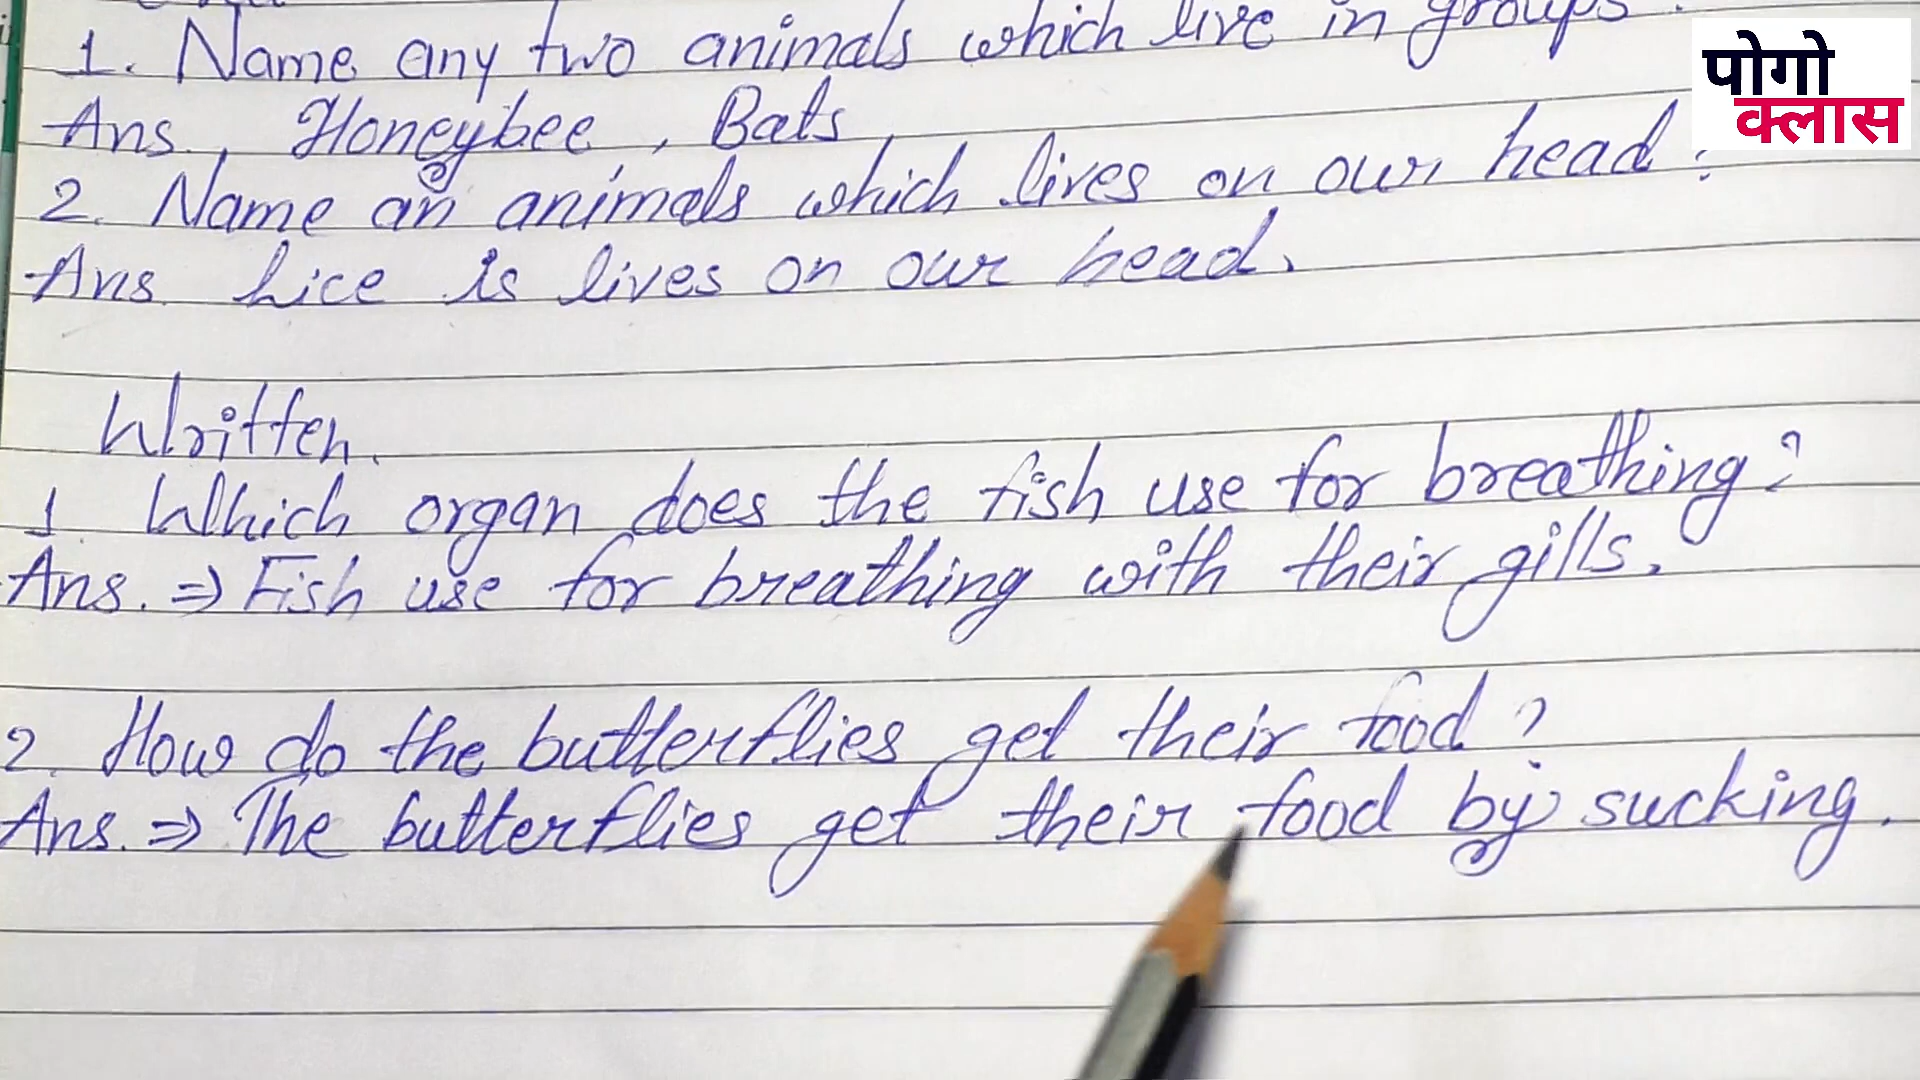 1. Name any two animals which live in groups.
Ans. Honeybee, Bats
2. Name an animals which lives on our head?
Ans. Lice is lives on our head.
Written.
1 Which organ does the fish use for breathing?
Ans. ⇒ Fish use for breathing with their gills.
2. How do the butterflies get their food?
Ans. ⇒ The butterflies get their food by sucking.
पोगो
क्लास